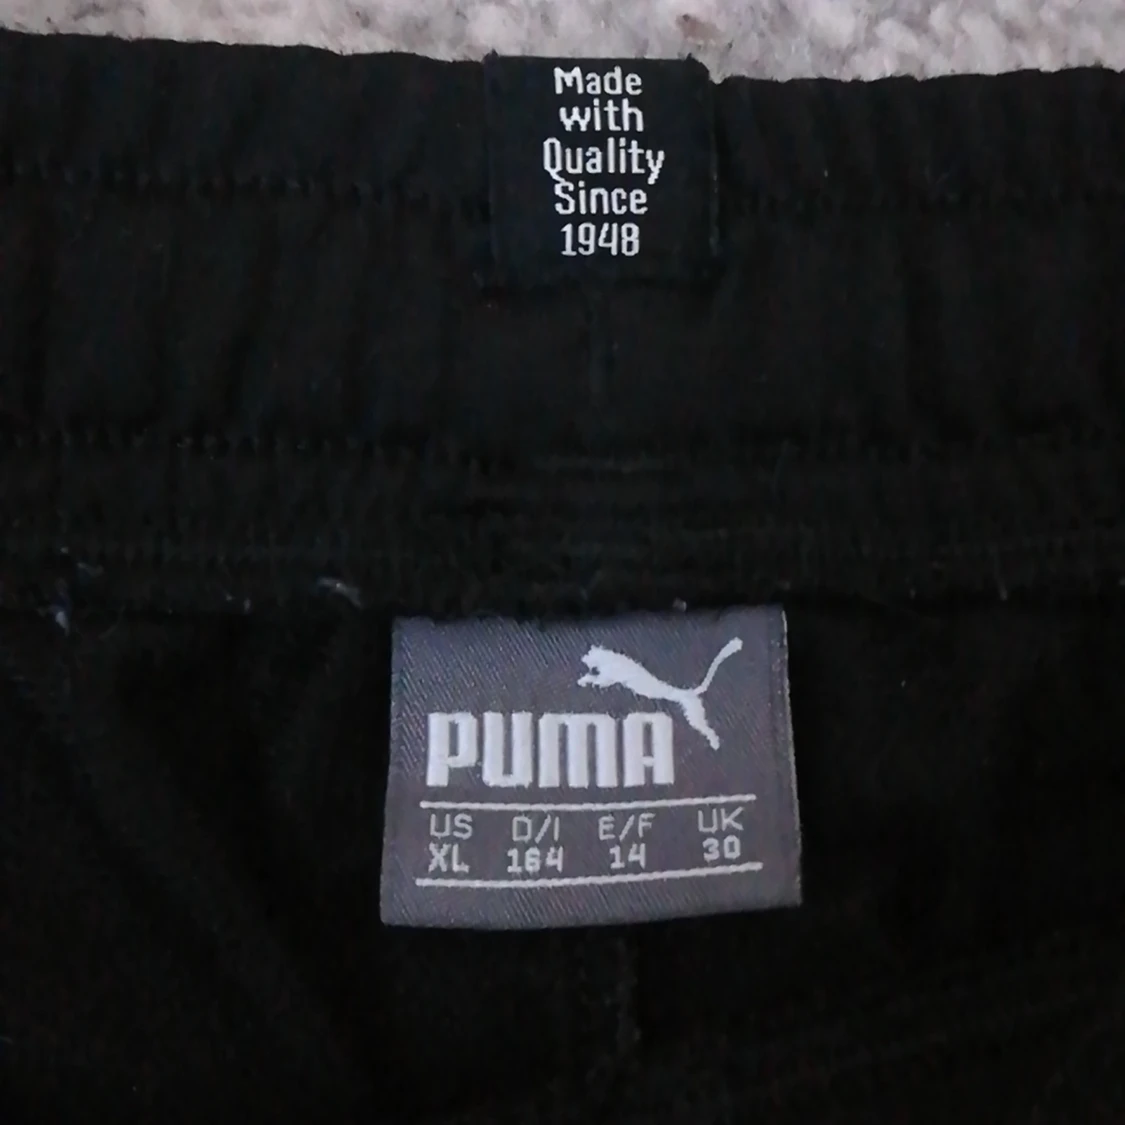 Made
with
Quality
Since
1948
PUMA
US D/I E/F UK
XL 164 14 30